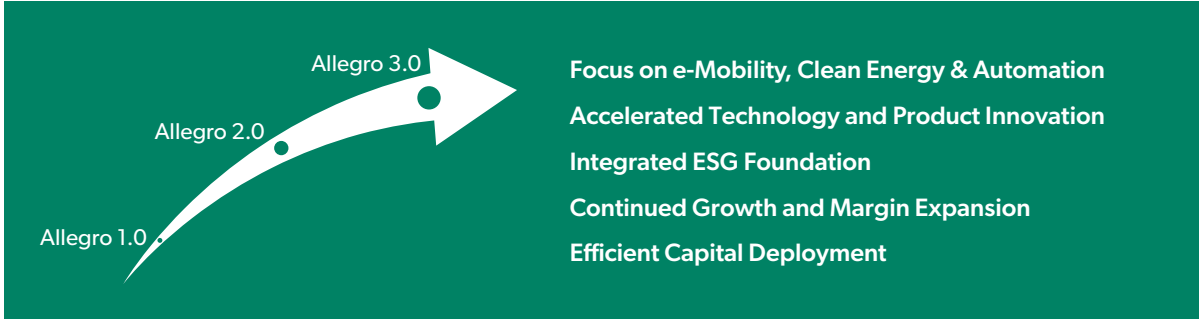 Allegro 3.0
Allegro 2.0
Allegro 1.0
Focus on e-Mobility, Clean Energy & Automation
Accelerated Technology and Product Innovation
Integrated ESG Foundation
Continued Growth and Margin Expansion
Efficient Capital Deployment